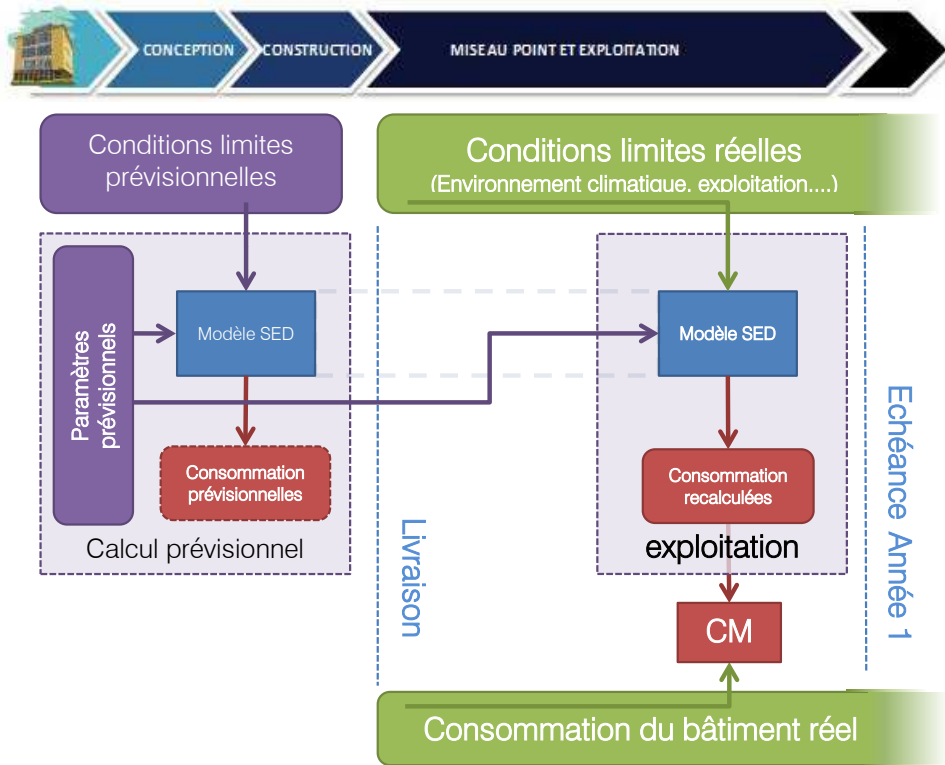 CONCEPTION
CONSTRUCTION
MISE AU POINT ET EXPLOITATION
Conditions limites
prévisionnelles
Conditions limites réelles
(Environnement climatique, exploitation,...)
Paramètres
prévisionnels
Modèle SED
Modèle SED
Consommation
prévisionnelles
Consommation
recalculées
Calcul prévisionnel
exploitation
Livraison
Echéance Année 1
CM
Consommation du bâtiment réel